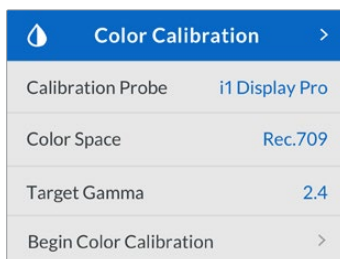 Color Calibration
Calibration Probe i1 Display Pro
Color Space Rec.709
Target Gamma 2.4
Begin Color Calibration